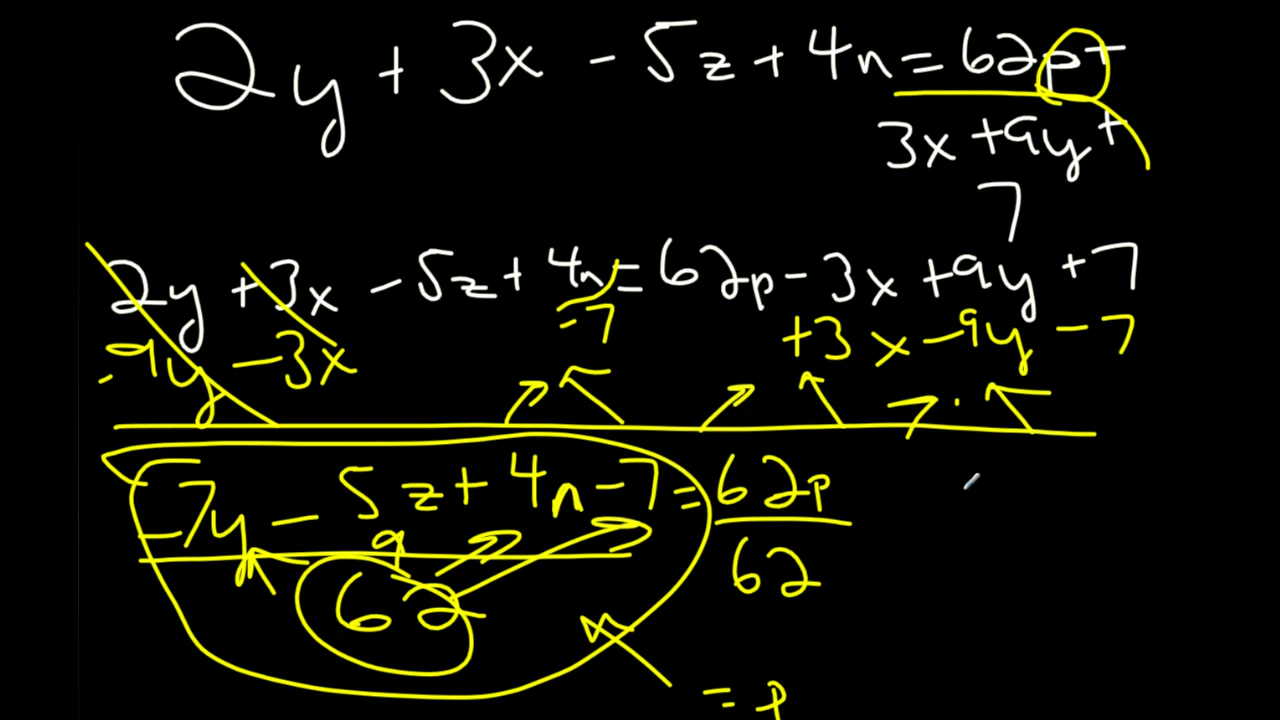 2y + 3x - 5z + 4n = 62p +
3x + 9y +
7
2y + 3x - 5z + 4n = 62p - 3x + 9y + 7
-9y - 3x -7 +3x - 9y - 7
-7y - 5z + 4n - 7 = 62p
62 62
= p